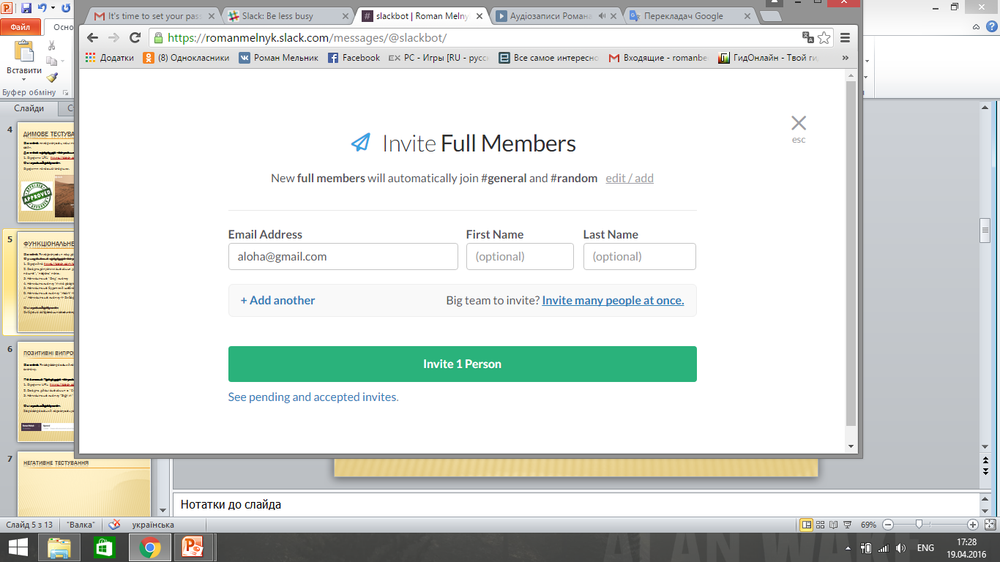 It's time to set your pas
Slack: Be less busy
slackbot | Roman Melny
Аудіозаписи Романа
Перекладач Google
Файл
Осно
https://romanmelnyk.slack.com/messages/@slackbot/
Додатки
(8) Однокласники
Роман Мельник
Facebook
PC - Игры [RU - русс
Все самое интересно
Входящие - romanbe
ГидОнлайн - Твой ги
»
Вставити
Буфер обміну
Слайди
esc
Invite Full Members
New full members will automatically join #general and #random edit / add
Email Address
First Name
Last Name
aloha@gmail.com
(optional)
(optional)
+ Add another
Big team to invite? Invite many people at once.
Invite 1 Person
See pending and accepted invites.
4
ДИМОВЕ ТЕСТУВА
APPROVED
5
ФУНКЦІОНАЛЬНЕ
6
ПОЗИТИВНІ ВИПРО
7
НЕГАТИВНЕ ТЕСТУВАННЯ
Нотатки до слайда
Слайд 5 з 13
"Валка"
українська
69%
ALAN WAKE
ENG
17:28
19.04.2016